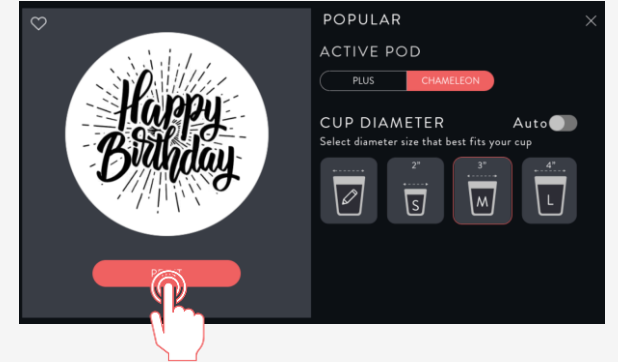 Happy
Birthday
POPULAR
ACTIVE POD
PLUS CHAMELEON
CUP DIAMETER Auto
Select diameter size that best fits your cup
2" 3" 4"
S M L